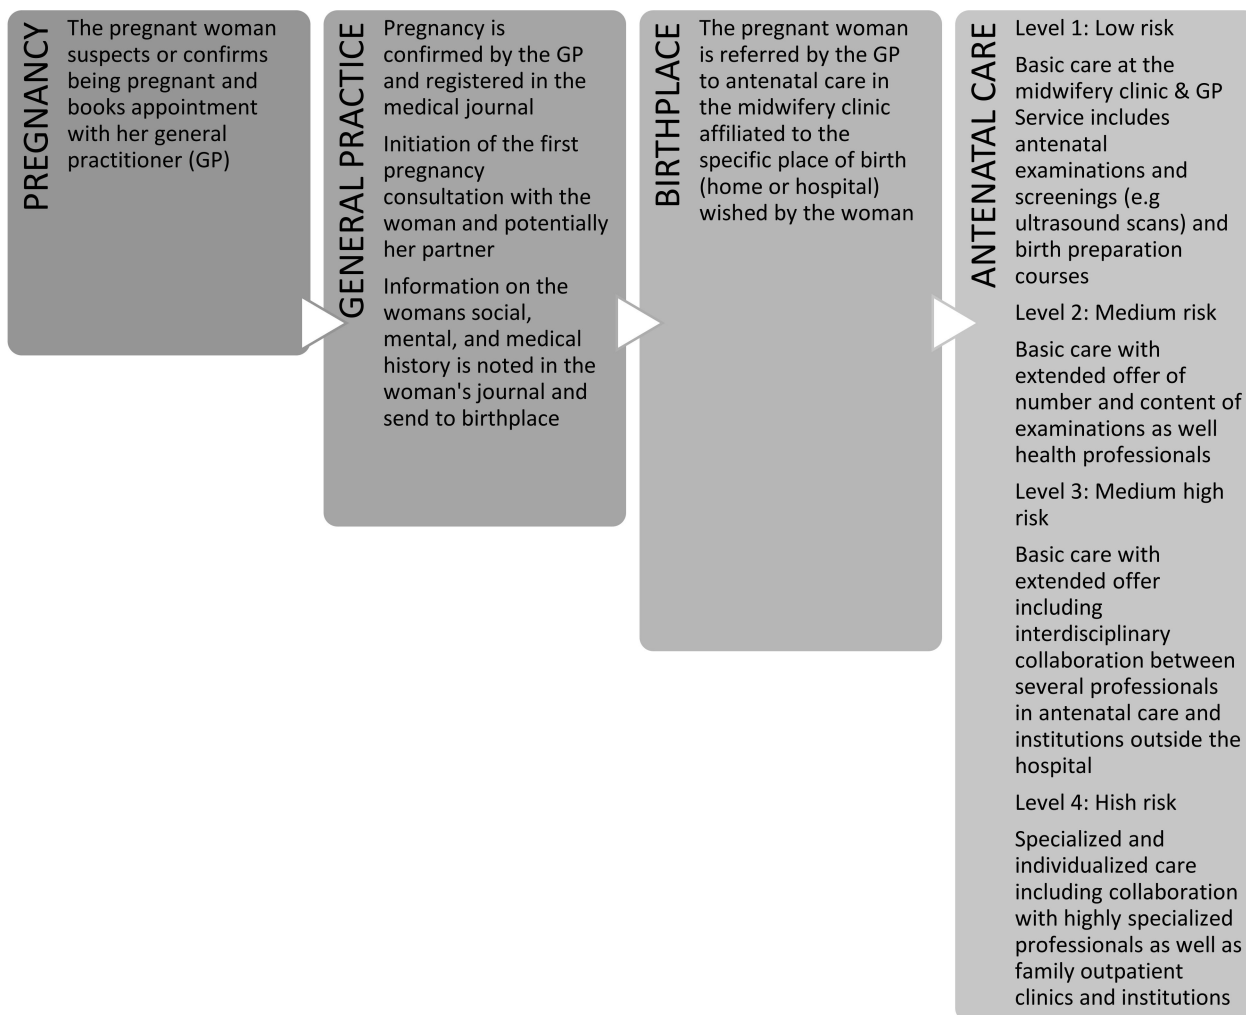 PREGNANCY
The pregnant woman
suspects or confirms
being pregnant and
books appointment
with her general
practitioner (GP)
GENERAL PRACTICE
Pregnancy is
confirmed by the GP
and registered in the
medical journal
Initiation of the first
pregnancy
consultation with the
woman and potentially
her partner
Information on the
womans social,
mental, and medical
history is noted in the
woman's journal and
send to birthplace
BIRTHPLACE
The pregnant woman
is referred by the GP
to antenatal care in
the midwifery clinic
affiliated to the
specific place of birth
(home or hospital)
wished by the woman
ANTENATAL CARE
Level 1: Low risk
Basic care at the
midwifery clinic & GP
Service includes
antenatal
examinations and
screenings (e.g
ultrasound scans) and
birth preparation
courses
Level 2: Medium risk
Basic care with
extended offer of
number and content of
examinations as well
health professionals
Level 3: Medium high
risk
Basic care with
extended offer
including
interdisciplinary
collaboration between
several professionals
in antenatal care and
institutions outside the
hospital
Level 4: Hish risk
Specialized and
individualized care
including collaboration
with highly specialized
professionals as well as
family outpatient
clinics and institutions